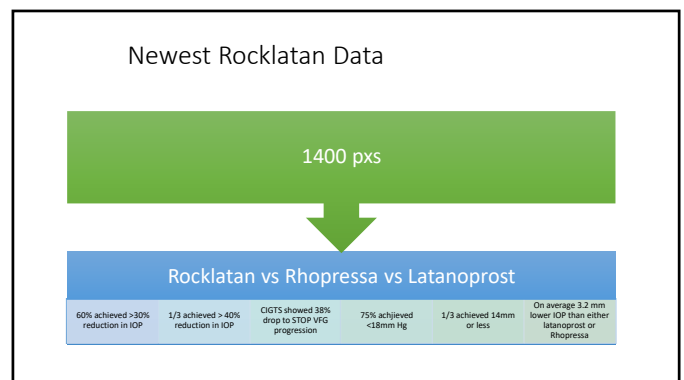 Newest Rocklatan Data
1400 pxs
Rocklatan vs Rhopressa vs Latanoprost
60% achieved >30%
reduction in IOP
1/3 achieved > 40%
reduction in IOP
CIGTS showed 38%
drop to STOP VFG
progression
75% achjieved
<18mm Hg
1/3 achieved 14mm
or less
On average 3.2 mm
lower IOP than either
latanoprost or
Rhopressa